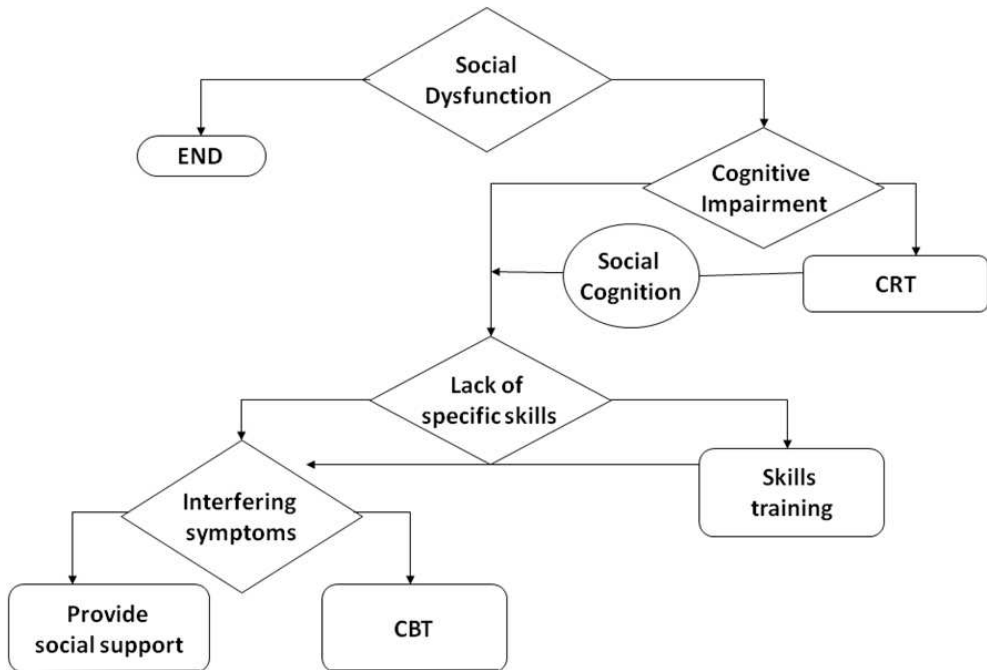 Social
Dysfunction
END
Cognitive
Impairment
Social
Cognition
CRT
Lack of
specific skills
Interfering
symptoms
Skills
training
Provide
social support
CBT